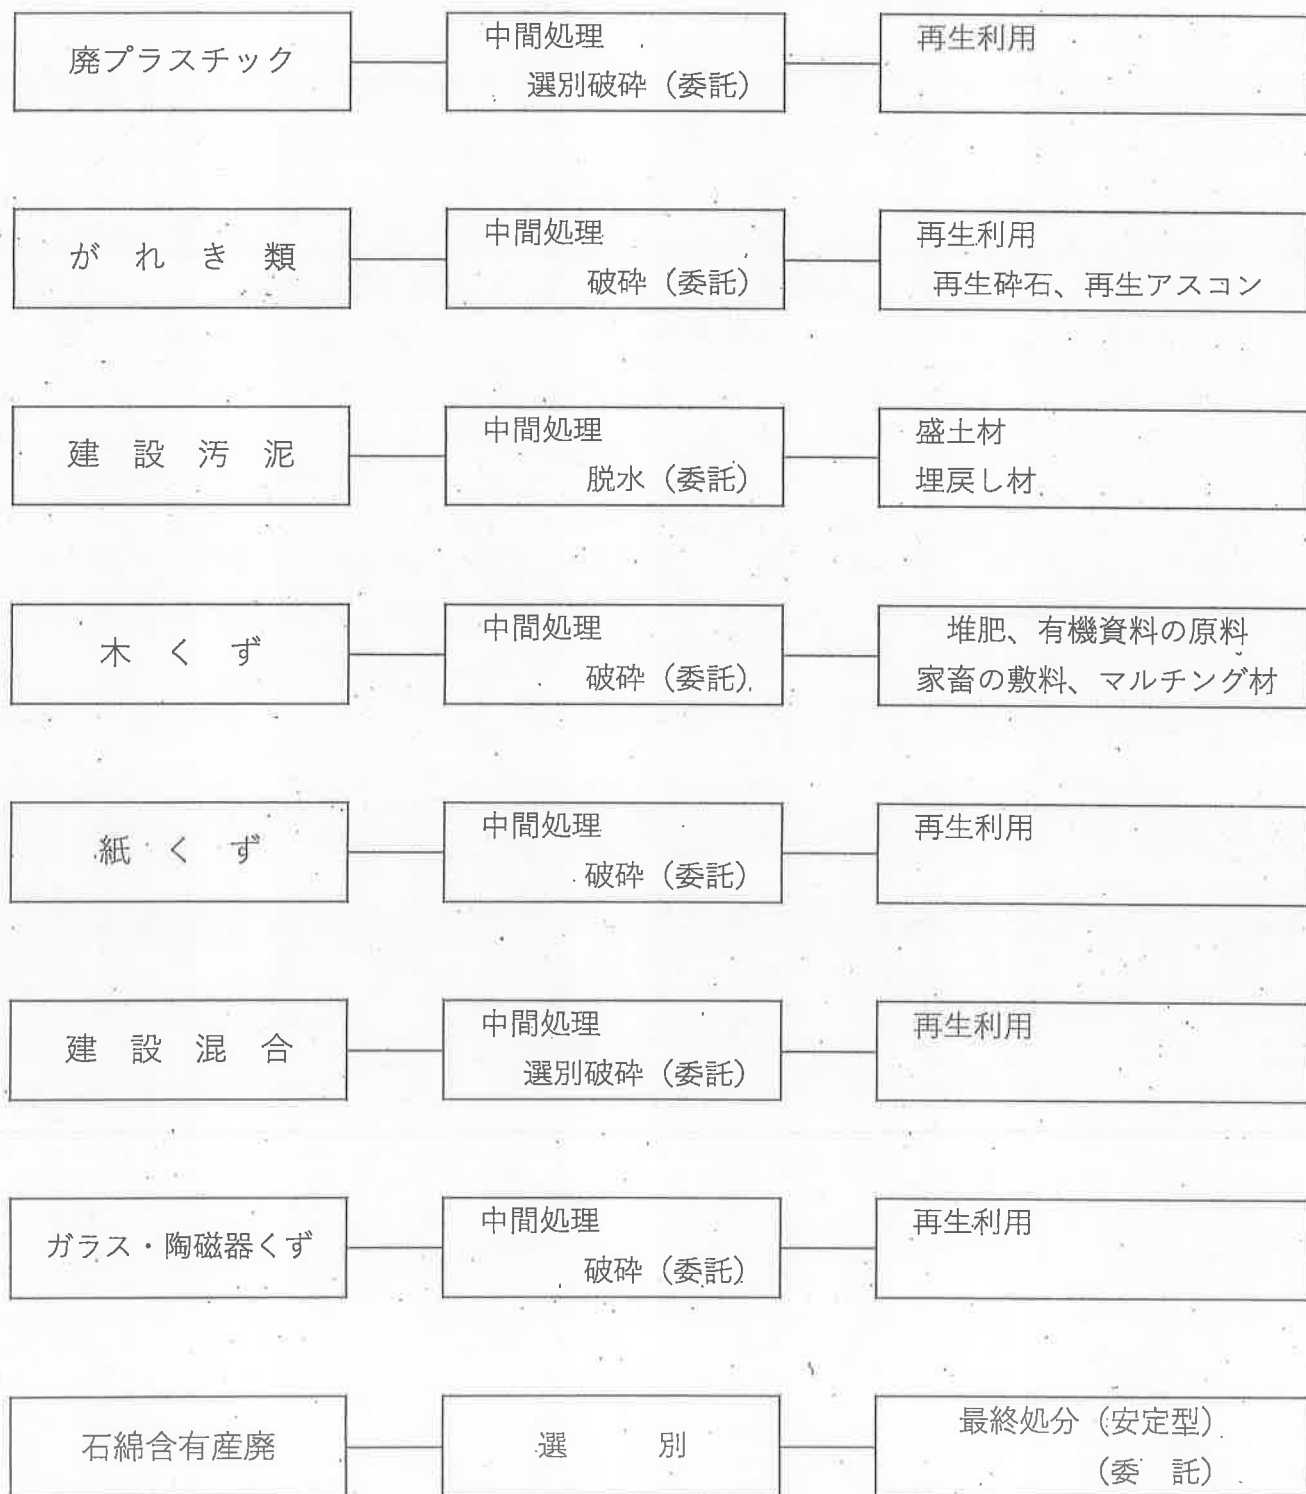 廃プラスチック
中間処理
選別破砕（委託）
再生利用
がれき類
中間処理
破砕（委託）
再生利用
再生砕石、再生アスコン
建設汚泥
中間処理
脱水（委託）
盛土材
埋戻し材
木くず
中間処理
破砕（委託）
堆肥、有機資料の原料
家畜の敷料、マルチング材
紙くず
中間処理
破砕（委託）
再生利用
建設混合
中間処理
選別破砕（委託）
再生利用
ガラス・陶磁器くず
中間処理
破砕（委託）
再生利用
石綿含有産廃
選別
最終処分（安定型）
（委託）